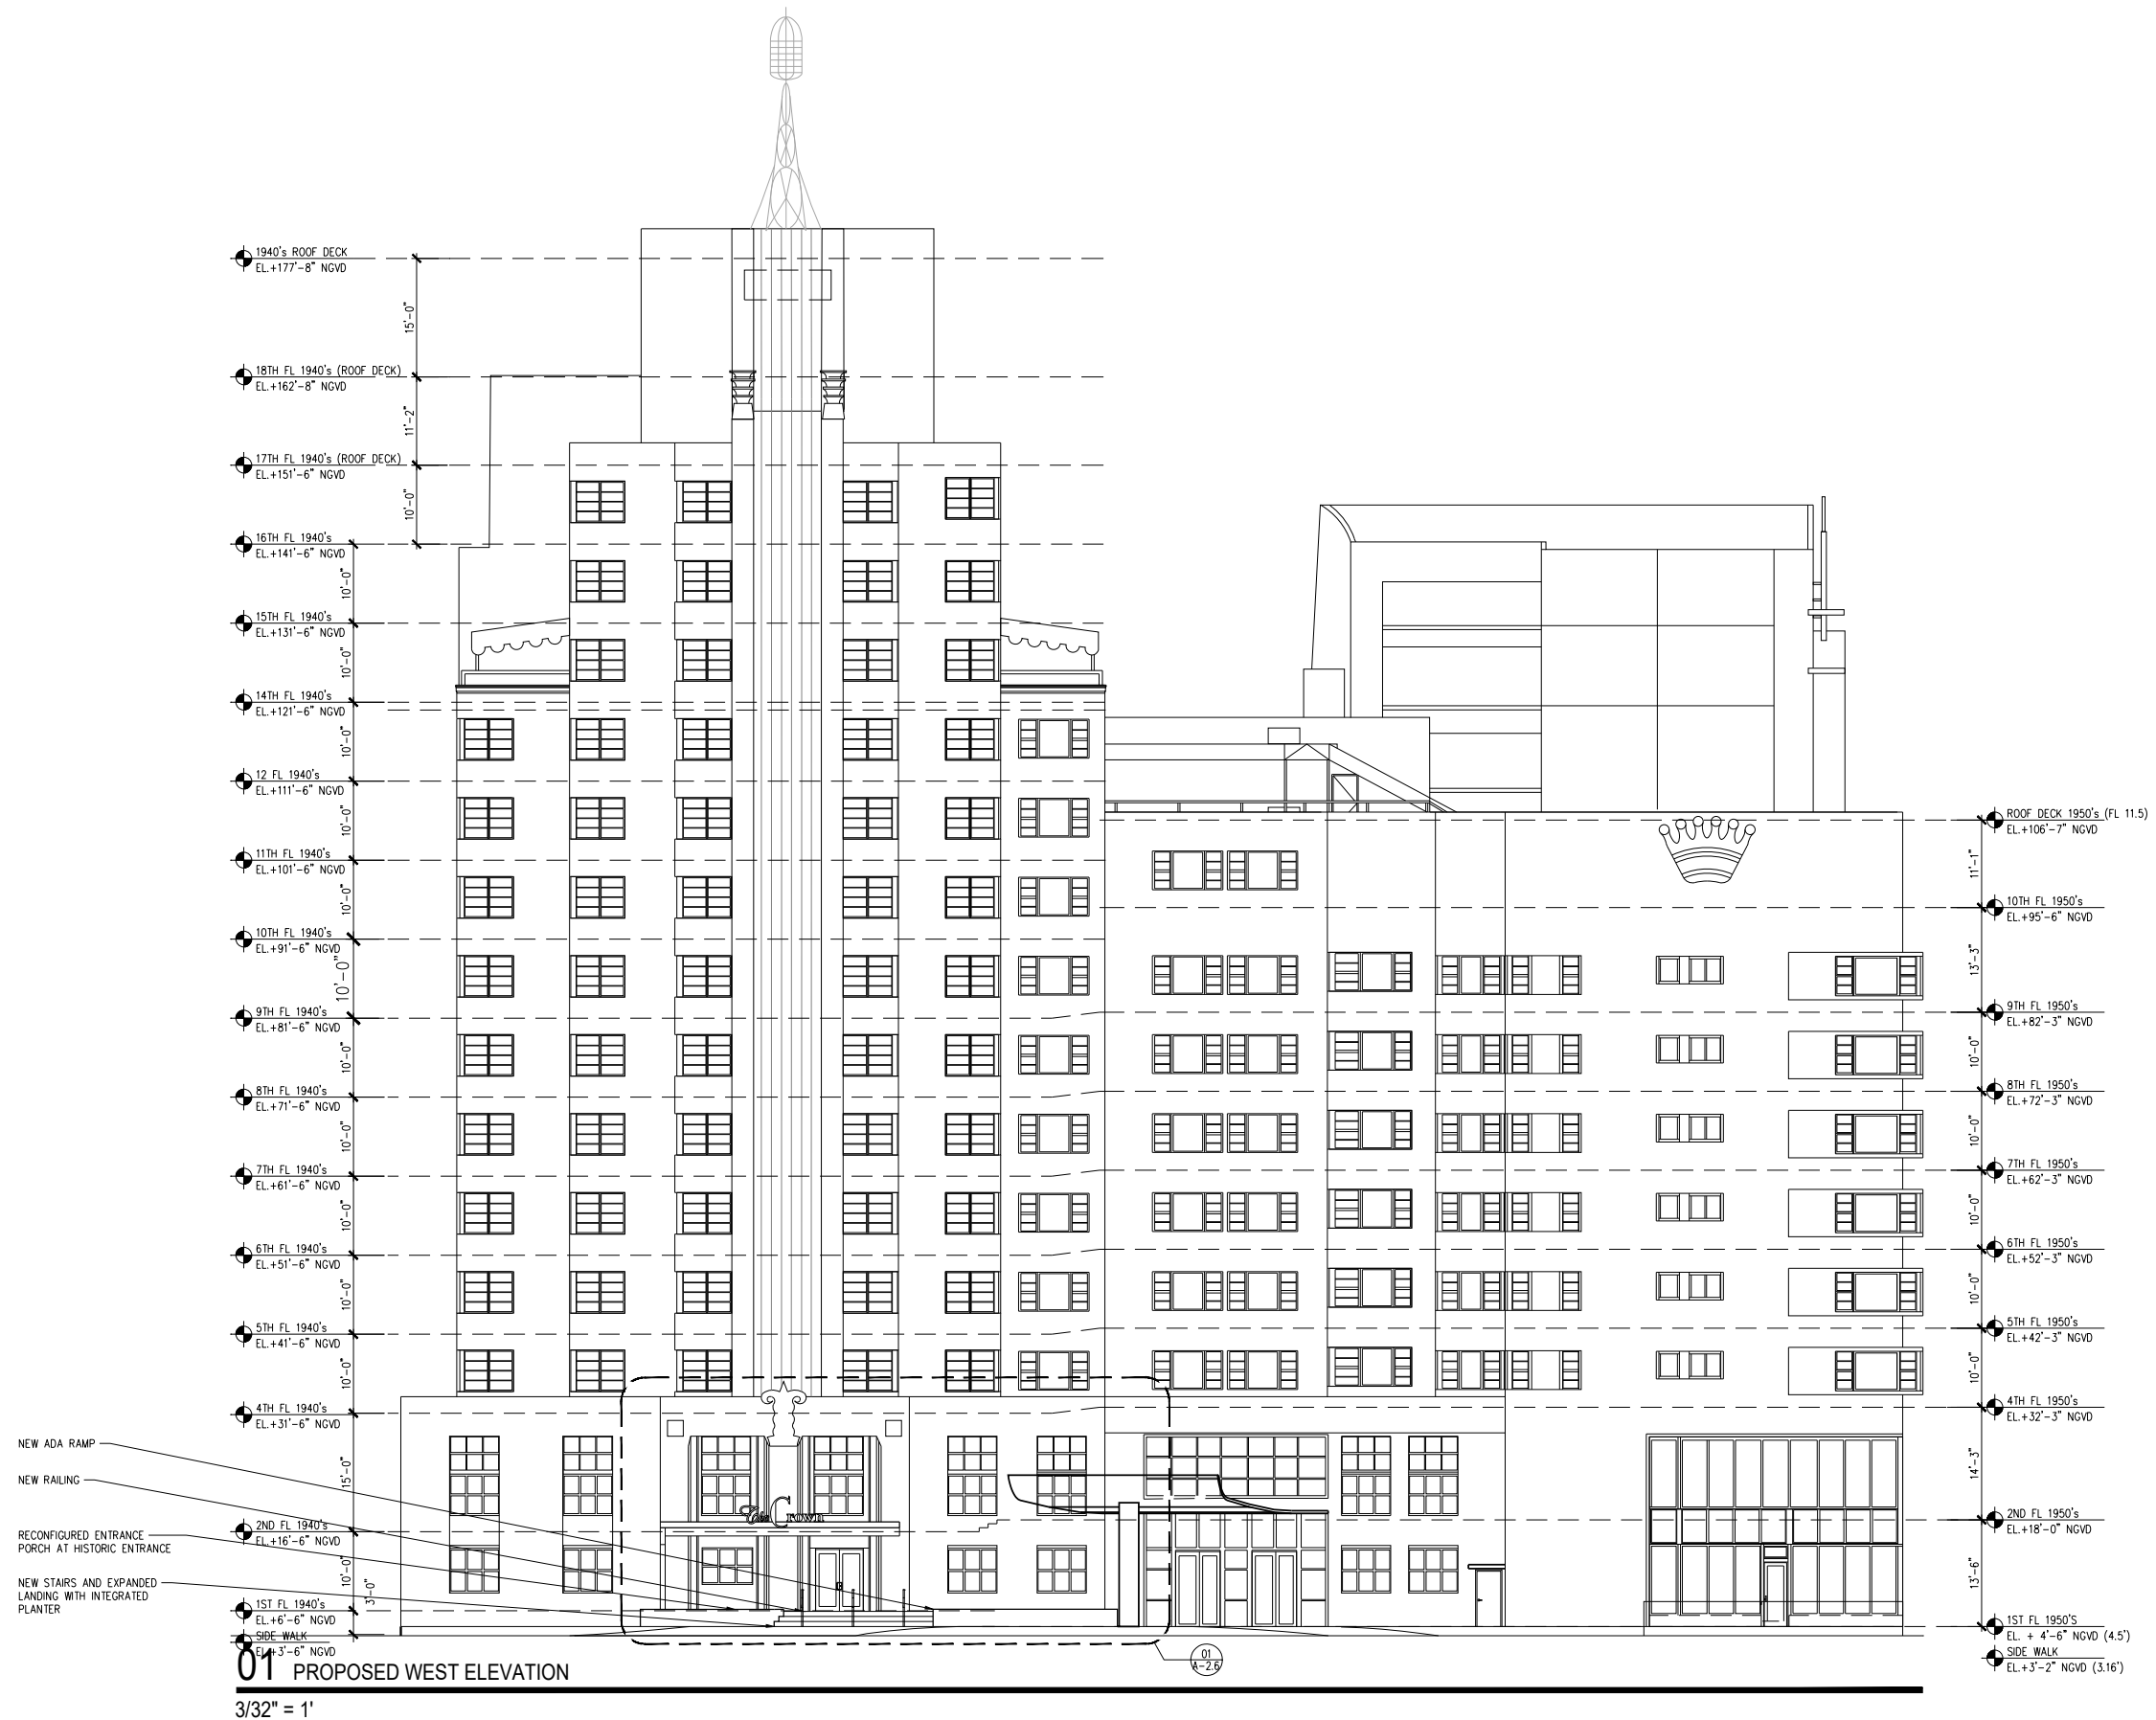 1940's ROOF DECK
EL.+177'-8" NGVD
15'-0"
18TH FL 1940's (ROOF DECK)
EL.+162'-8" NGVD
11'-2"
17TH FL 1940's (ROOF DECK)
EL.+151'-6" NGVD
10'-0"
16TH FL 1940's
EL.+141'-6" NGVD
10'-0"
15TH FL 1940's
EL.+131'-6" NGVD
10'-0"
14TH FL 1940's
EL.+121'-6" NGVD
10'-0"
12 FL 1940's
EL.+111'-6" NGVD
10'-0"
11TH FL 1940's
EL.+101'-6" NGVD
10'-0"
10TH FL 1940's
EL.+91'-6" NGVD
10'-0"
9TH FL 1940's
EL.+81'-6" NGVD
10'-0"
8TH FL 1940's
EL.+71'-6" NGVD
10'-0"
7TH FL 1940's
EL.+61'-6" NGVD
10'-0"
6TH FL 1940's
EL.+51'-6" NGVD
10'-0"
5TH FL 1940's
EL.+41'-6" NGVD
10'-0"
4TH FL 1940's
EL.+31'-6" NGVD
15'-0"
2ND FL 1940's
EL.+16'-6" NGVD
10'-0"
3'-0"
1ST FL 1940's
EL.+6'-6" NGVD
SIDE WALK
EL.+3'-6" NGVD
NEW ADA RAMP
NEW RAILING
RECONFIGURED ENTRANCE
PORCH AT HISTORIC ENTRANCE
NEW STAIRS AND EXPANDED
LANDING WITH INTEGRATED
PLANTER
The Crown
ROOF DECK 1950's (FL 11.5)
EL.+106'-7" NGVD
11'-1"
10TH FL 1950's
EL.+95'-6" NGVD
13'-3"
9TH FL 1950's
EL.+82'-3" NGVD
10'-0"
8TH FL 1950's
EL.+72'-3" NGVD
10'-0"
7TH FL 1950's
EL.+62'-3" NGVD
10'-0"
6TH FL 1950's
EL.+52'-3" NGVD
10'-0"
5TH FL 1950's
EL.+42'-3" NGVD
10'-0"
4TH FL 1950's
EL.+32'-3" NGVD
14'-3"
2ND FL 1950's
EL.+18'-0" NGVD
13'-6"
1ST FL 1950'S
EL. + 4'-6" NGVD (4.5')
SIDE WALK
EL.+3'-2" NGVD (3.16')
01
A-2.6
01 PROPOSED WEST ELEVATION
3/32" = 1'